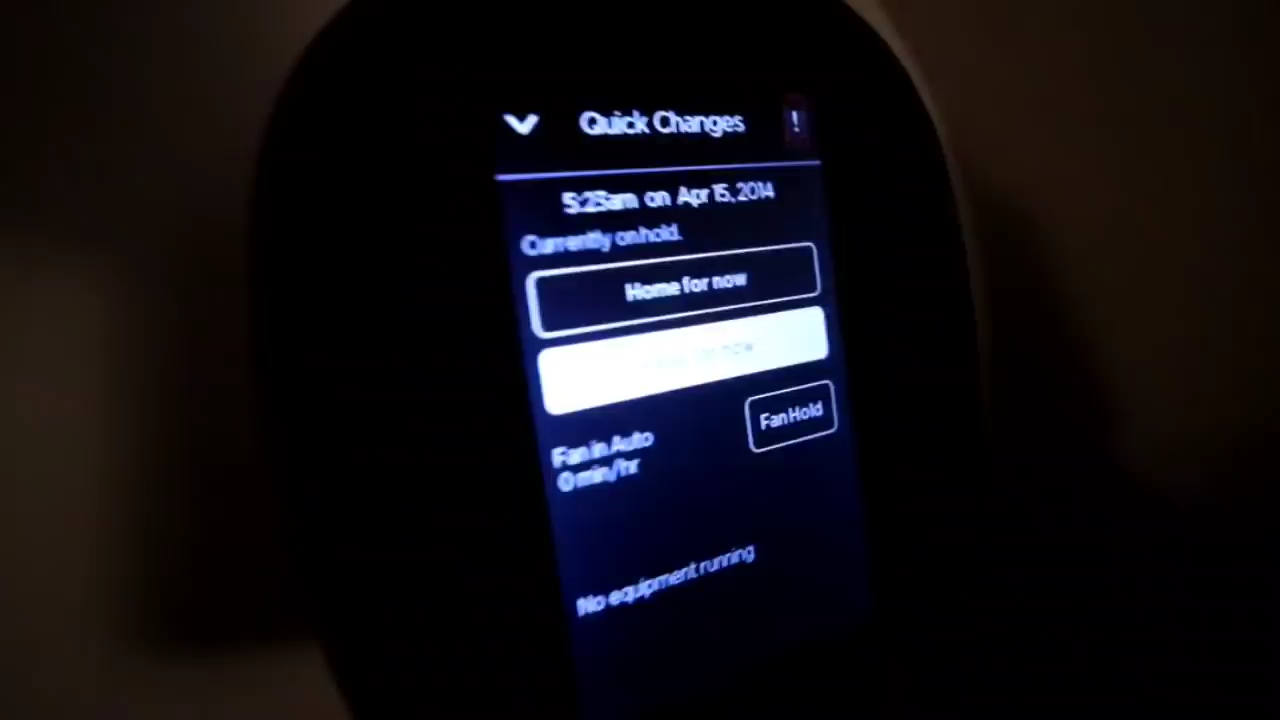 Quick Changes !
5:25am on Apr 15, 2014
Currently on hold.
Home for now
now
Fan in Auto
0 min/hr
Fan Hold
No equipment running